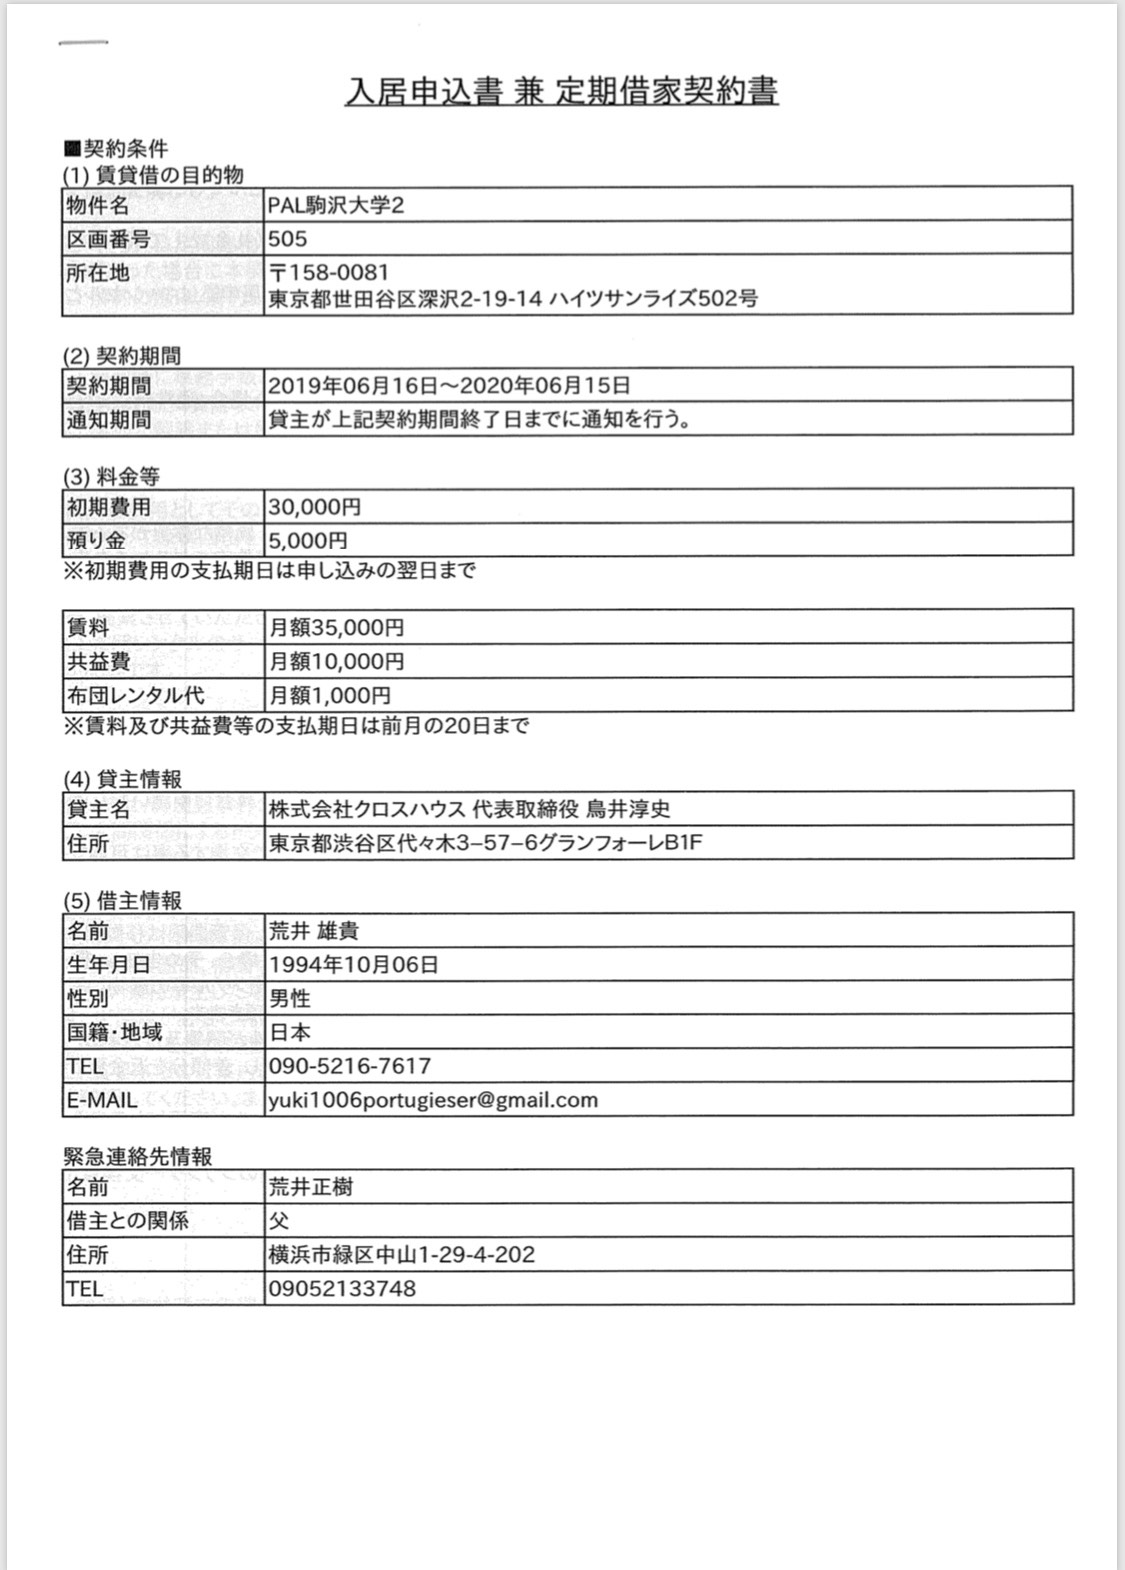 入居申込書 兼 定期借家契約書
■契約条件
(1) 賃貸借の目的物
物件名 PAL駒沢大学2
区画番号 505
所在地 〒158-0081
東京都世田谷区深沢2-19-14 ハイツサンライズ502号
(2) 契約期間
契約期間 2019年06月16日～2020年06月15日
通知期間 貸主が上記契約期間終了日までに通知を行う。
(3) 料金等
初期費用 30,000円
預り金 5,000円
※初期費用の支払期日は申し込みの翌日まで
賃料 月額35,000円
共益費 月額10,000円
布団レンタル代 月額1,000円
※賃料及び共益費等の支払期日は前月の20日まで
(4) 貸主情報
貸主名 株式会社クロスハウス 代表取締役 鳥井淳史
住所 東京都渋谷区代々木3−57−6グランフォーレB1F
(5) 借主情報
名前 荒井 雄貴
生年月日 1994年10月06日
性別 男性
国籍・地域 日本
TEL 090-5216-7617
E-MAIL yuki1006portugieser@gmail.com
緊急連絡先情報
名前 荒井正樹
借主との関係 父
住所 横浜市緑区中山1-29-4-202
TEL 09052133748